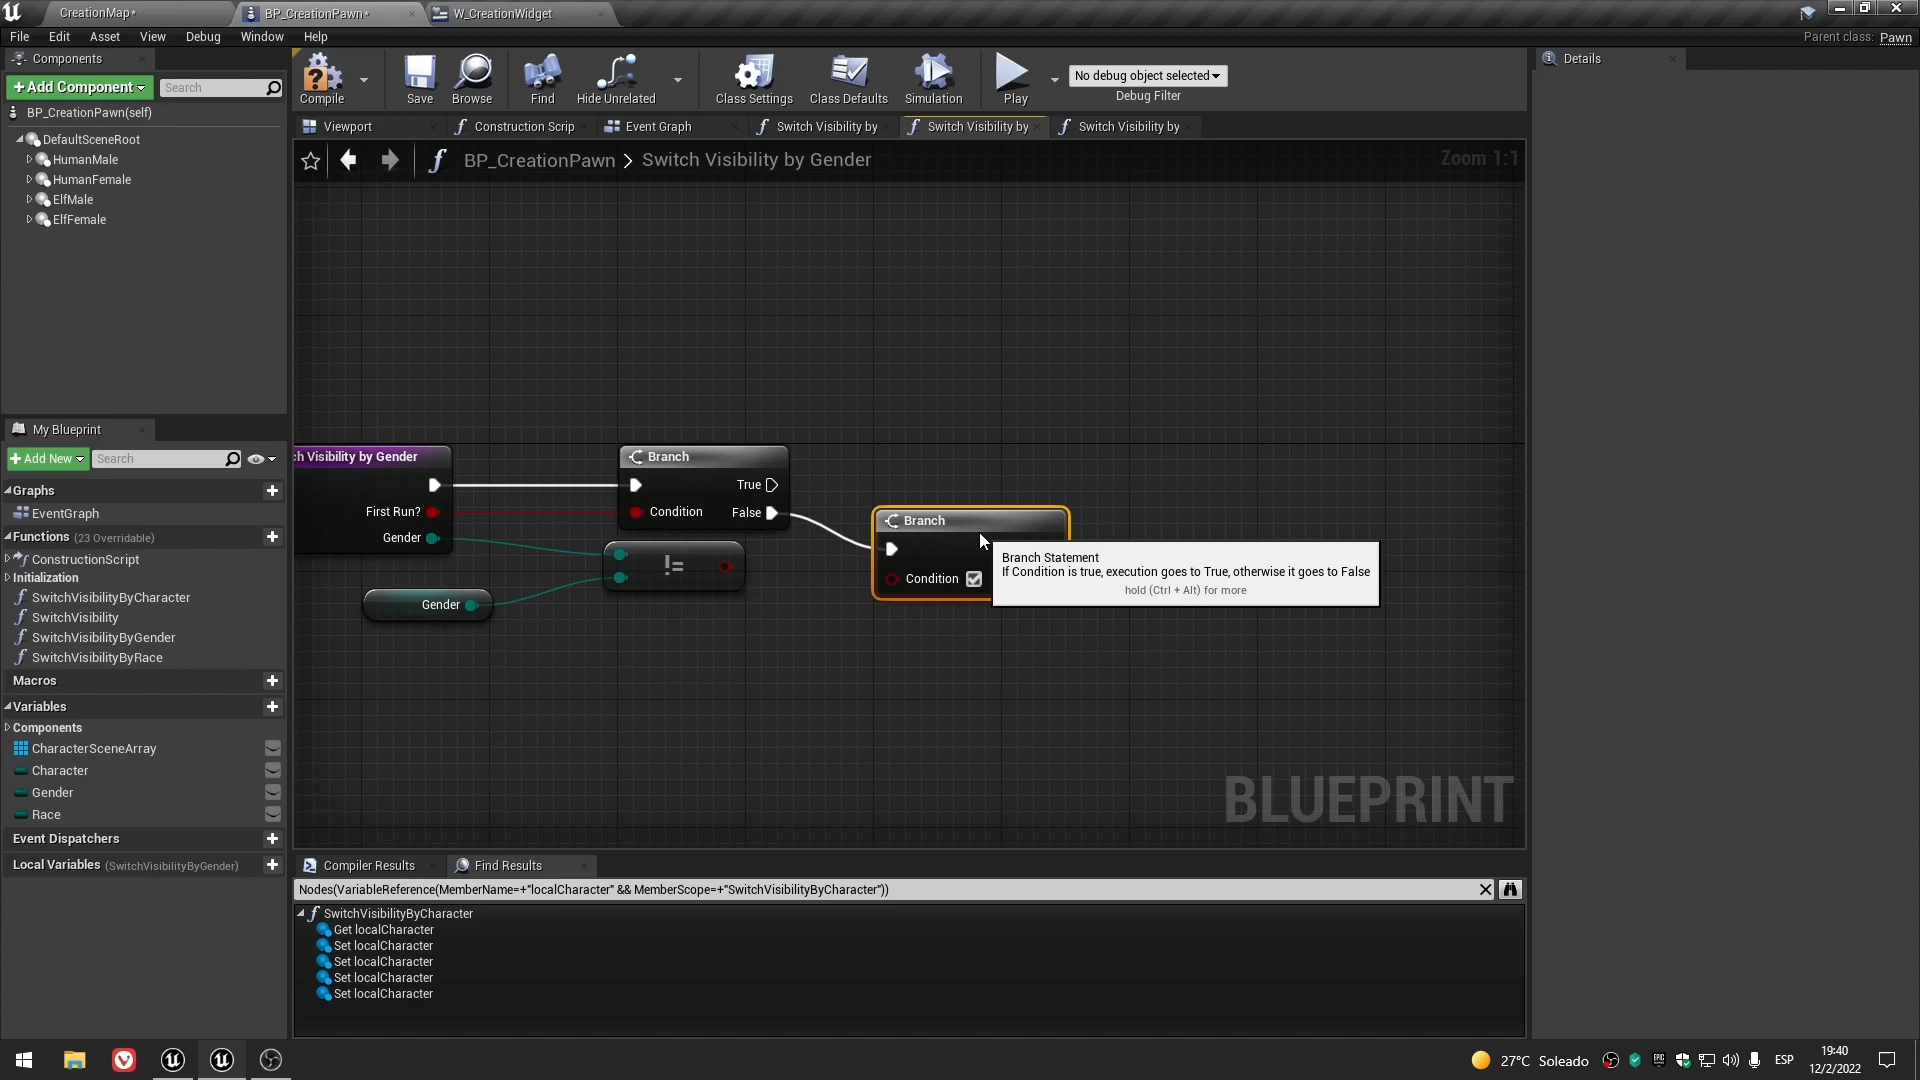 CreationMap*
BP_CreationPawn*
W_CreationWidget
File Edit Asset View Debug Window Help
Parent class: Pawn
Components
+ Add Component
Search
BP_CreationPawn(self)
DefaultSceneRoot
HumanMale
HumanFemale
ElfMale
ElfFemale
Compile
Save
Browse
Find
Hide Unrelated
Class Settings
Class Defaults
Simulation
Play
No debug object selected
Debug Filter
Details
Viewport
Construction Scrip
Event Graph
Switch Visibility by
Switch Visibility by
Switch Visibility by
BP_CreationPawn > Switch Visibility by Gender
Zoom 1:1
ch Visibility by Gender
First Run?
Gender
Branch
True
Condition
False
!=
Gender
Branch
Condition
Branch Statement
If Condition is true, execution goes to True, otherwise it goes to False
hold (Ctrl + Alt) for more
BLUEPRINT
My Blueprint
+ Add New
Search
Graphs
EventGraph
Functions (23 Overridable)
ConstructionScript
Initialization
SwitchVisibilityByCharacter
SwitchVisibility
SwitchVisibilityByGender
SwitchVisibilityByRace
Macros
Variables
Components
CharacterSceneArray
Character
Gender
Race
Event Dispatchers
Local Variables (SwitchVisibilityByGender)
Compiler Results
Find Results
Nodes(VariableReference(MemberName=+"localCharacter" && MemberScope=+"SwitchVisibilityByCharacter"))
SwitchVisibilityByCharacter
Get localCharacter
Set localCharacter
Set localCharacter
Set localCharacter
Set localCharacter
27°C Soleado
ESP
19:40
12/2/2022